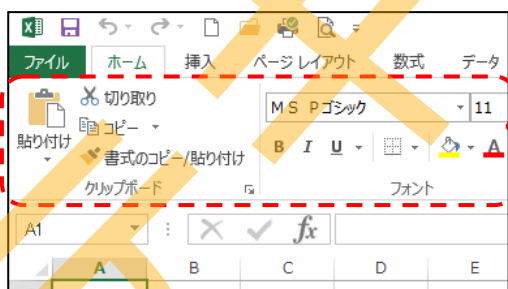 ファイル ホーム 挿入 ページ レイアウト 数式 データ
切り取り
コピー
貼り付け
書式のコピー/貼り付け
クリップボード
ＭＳ Ｐゴシック 11
B I U A
フォント
A1 fx
A B C D E